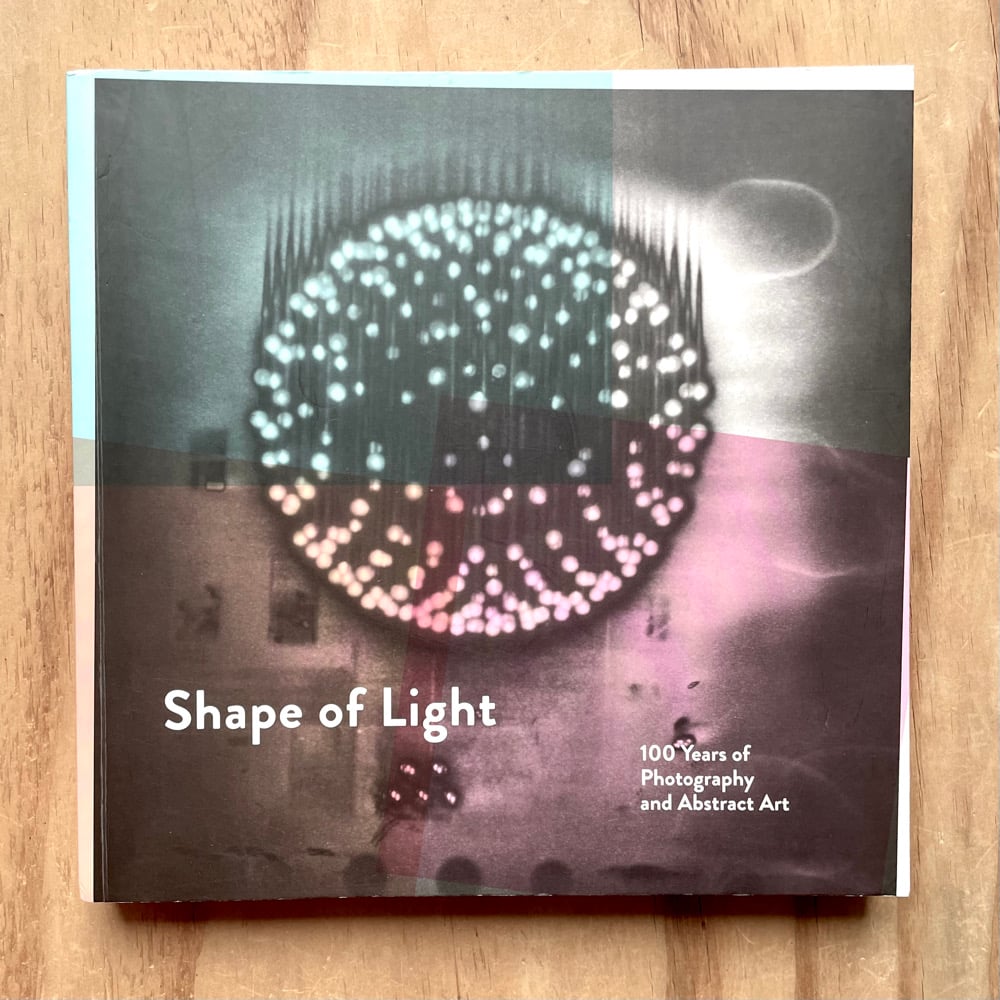 Shape of Light
100 Years of
Photography
and Abstract Art